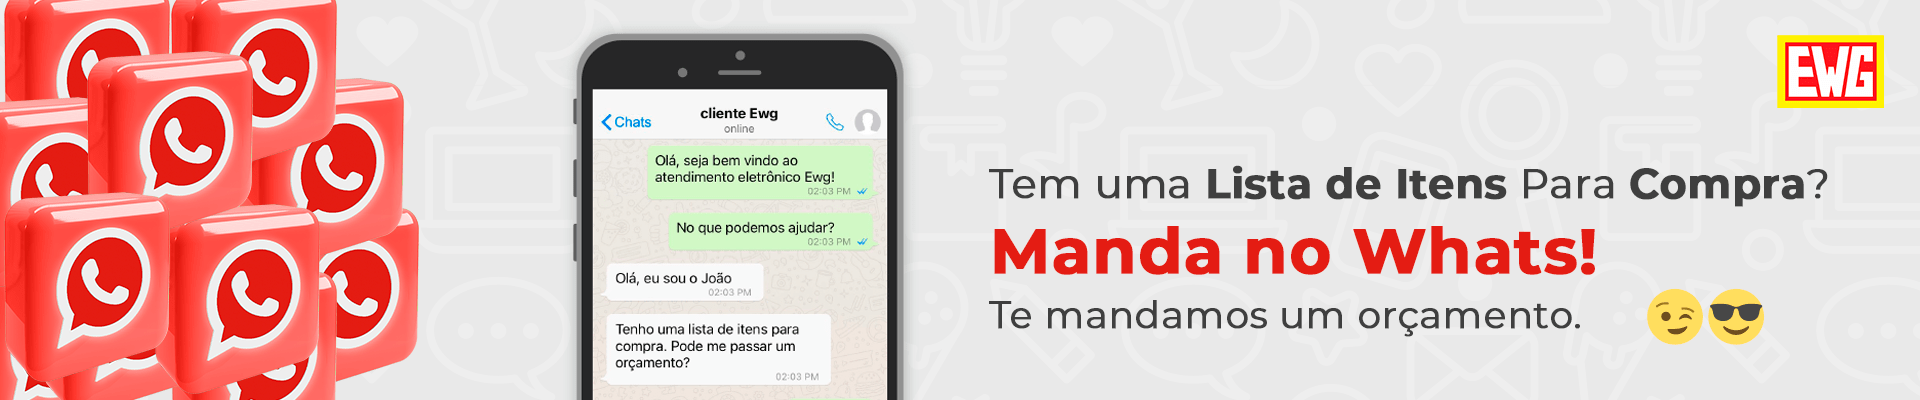 Chats
cliente Ewg
online
Olá, seja bem vindo ao
atendimento eletrônico Ewg!
02:03 PM
No que podemos ajudar?
02:03 PM
Olá, eu sou o João
02:03 PM
Tenho uma lista de itens para
compra. Pode me passar um
orçamento?
02:03 PM
EWG
Tem uma Lista de Itens Para Compra?
Manda no Whats!
Te mandamos um orçamento.